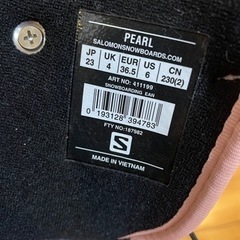 PEARL
SALOMONSNOWBOARDS.COM
JP UK EUR US CN
23 4 36.5 6 230(2)
ART NO: 411199
SNOWBOARDING EAN
0 193128 394783
FTY NO:197982
S
MADE IN VIETNAM